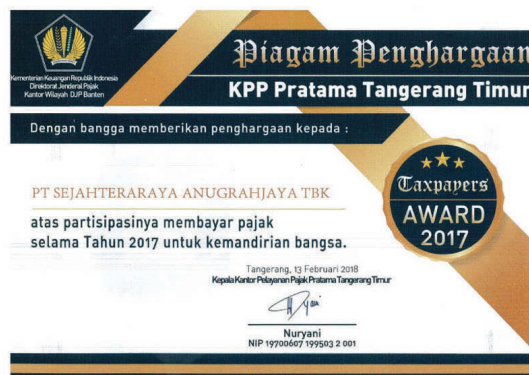 Kementerian Keuangan Republik Indonesia
Direktorat Jenderal Pajak
Kantor Wilayah DJP Banten
Piagam Penghargaan
KPP Pratama Tangerang Timur
Dengan bangga memberikan penghargaan kepada :
PT SEJAHTERARAYA ANUGRAHJAYA TBK
atas partisipasinya membayar pajak
selama Tahun 2017 untuk kemandirian bangsa.
Taxpayers
AWARD
2017
Tangerang, 13 Februari 2018
Kepala Kantor Pelayanan Pajak Pratama Tangerang Timur
Nuryani
NIP 19700607 199503 2 001